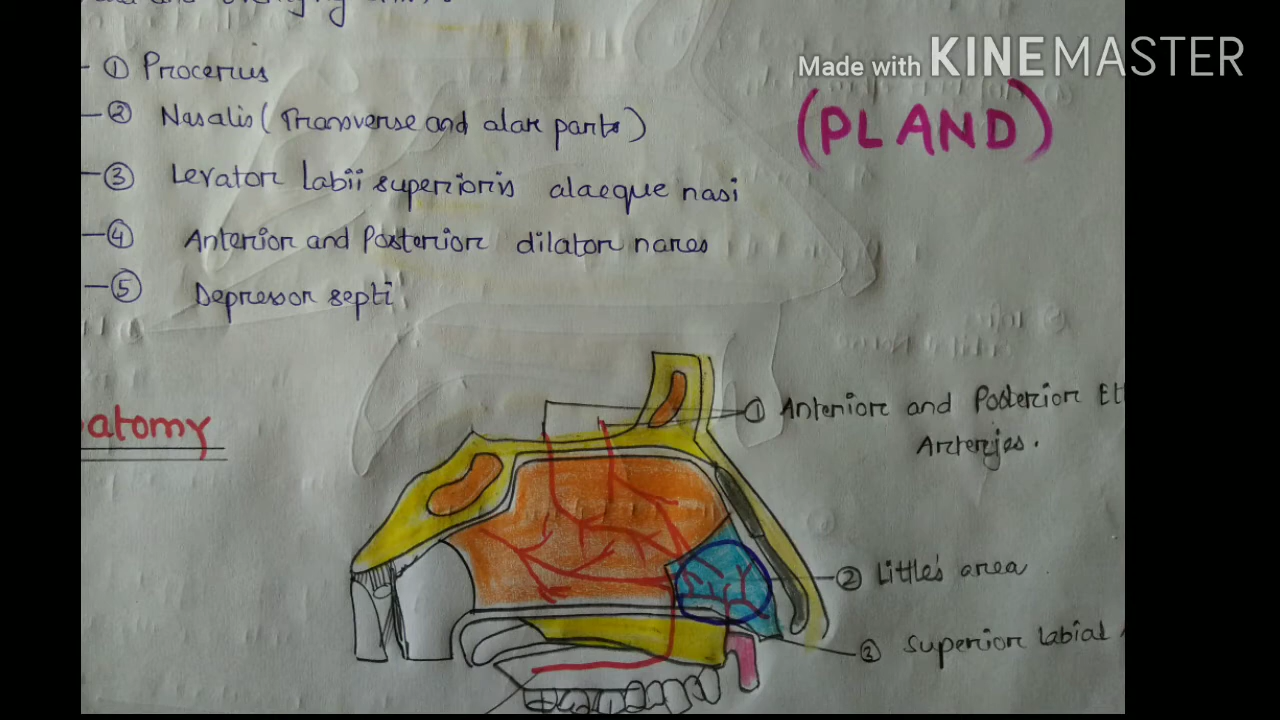 ① Procerius
Made with KINEMASTER
② Nasalis (Transverse and alar parts)
(PLAND)
③ Levator labii superioris alaeque nasi
④ Anterior and Posterior dilator nares
⑤ Depressor septi
① Anterior and Posterior Et
Arteries.
atomy
② Little's area
③ Superior labial